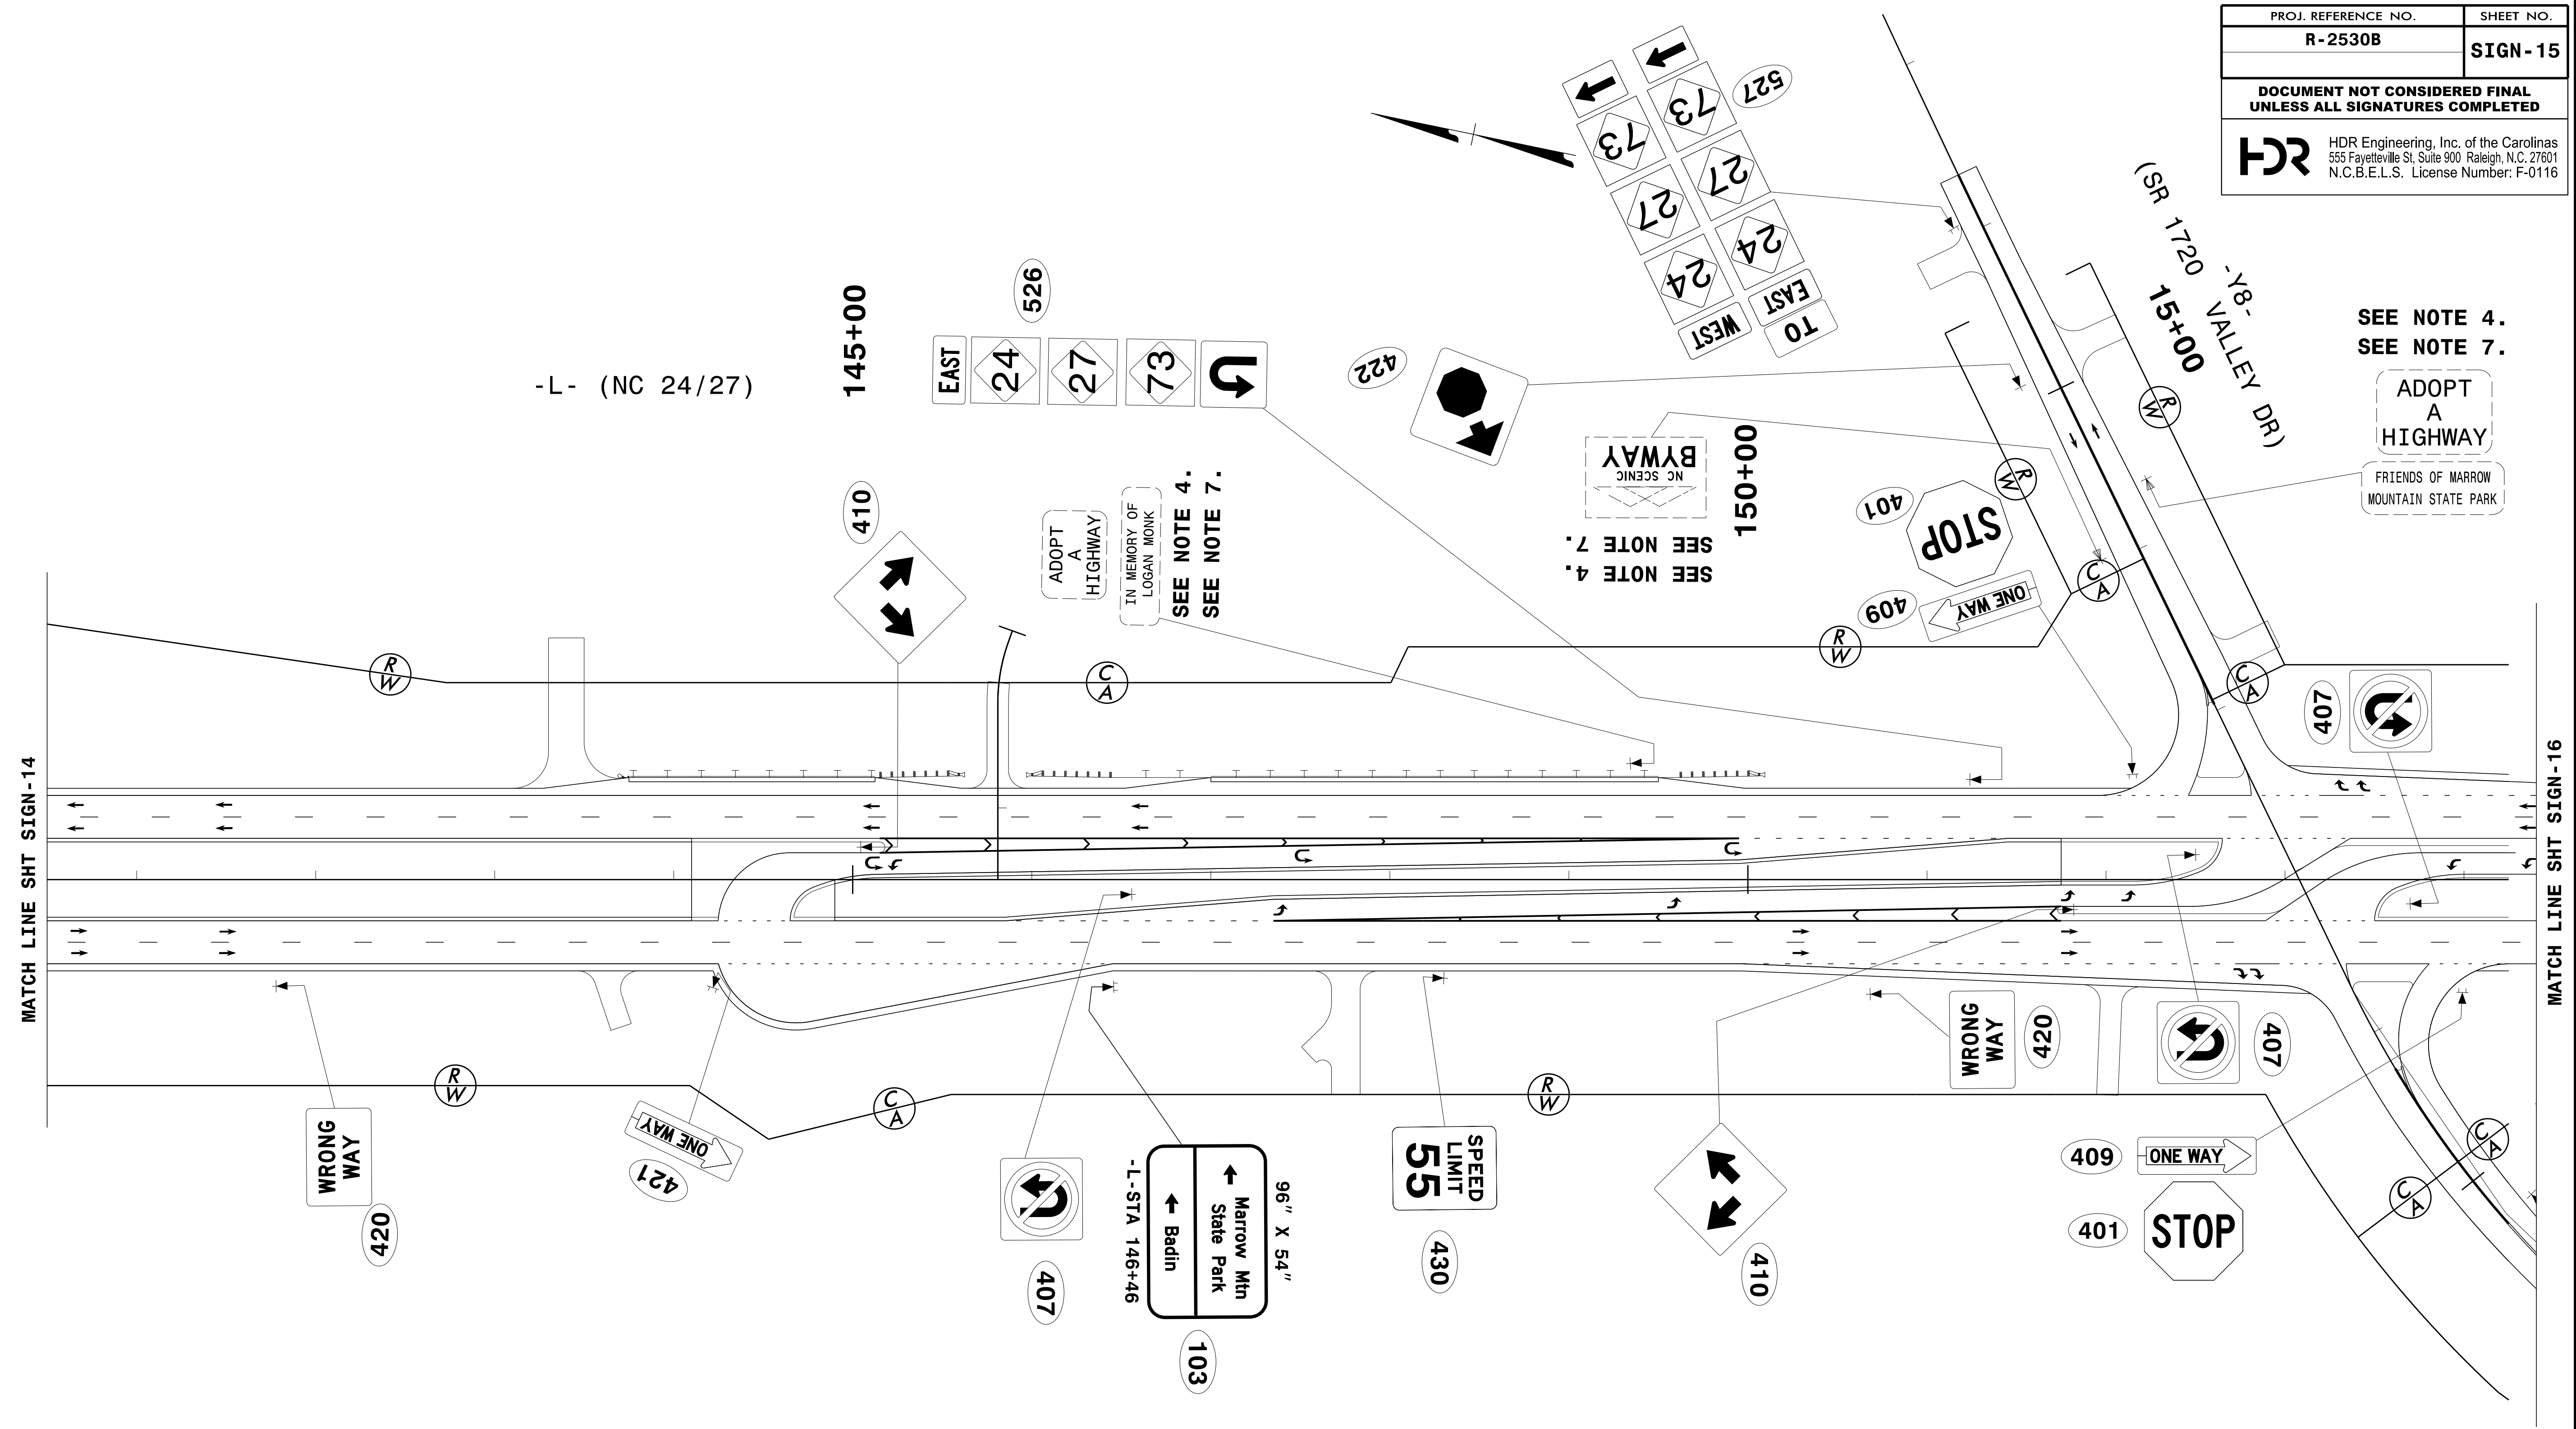 PROJ. REFERENCE NO.
SHEET NO.
R-2530B
SIGN-15
DOCUMENT NOT CONSIDERED FINAL
UNLESS ALL SIGNATURES COMPLETED
HDR
HDR Engineering, Inc. of the Carolinas
555 Fayetteville St, Suite 900 Raleigh, N.C. 27601
N.C.B.E.L.S. License Number: F-0116
527
73
27
24
EAST
TO
73
27
24
WEST
(SR 1720 VALLEY DR)
-Y8-
15+00
-L- (NC 24/27)
145+00
526
EAST
24
27
73
422
NC SCENIC
BYWAY
SEE NOTE 7.
SEE NOTE 4.
150+00
401
STOP
409
ONE WAY
SEE NOTE 4.
SEE NOTE 7.
ADOPT
A
HIGHWAY
FRIENDS OF MARROW
MOUNTAIN STATE PARK
410
ADOPT
A
HIGHWAY
IN MEMORY OF
LOGAN MONK
SEE NOTE 4.
SEE NOTE 7.
R
W
R
W
R
W
R
W
C
A
C
A
C
A
407
MATCH LINE SHT SIGN-14
MATCH LINE SHT SIGN-16
R
W
C
A
R
W
WRONG
WAY
420
ONE WAY
421
407
-L-STA 146+46
Marrow Mtn
State Park
Badin
96" X 54"
103
SPEED
LIMIT
55
430
410
WRONG
WAY
420
407
409
ONE WAY
401
STOP
C
A
C
A